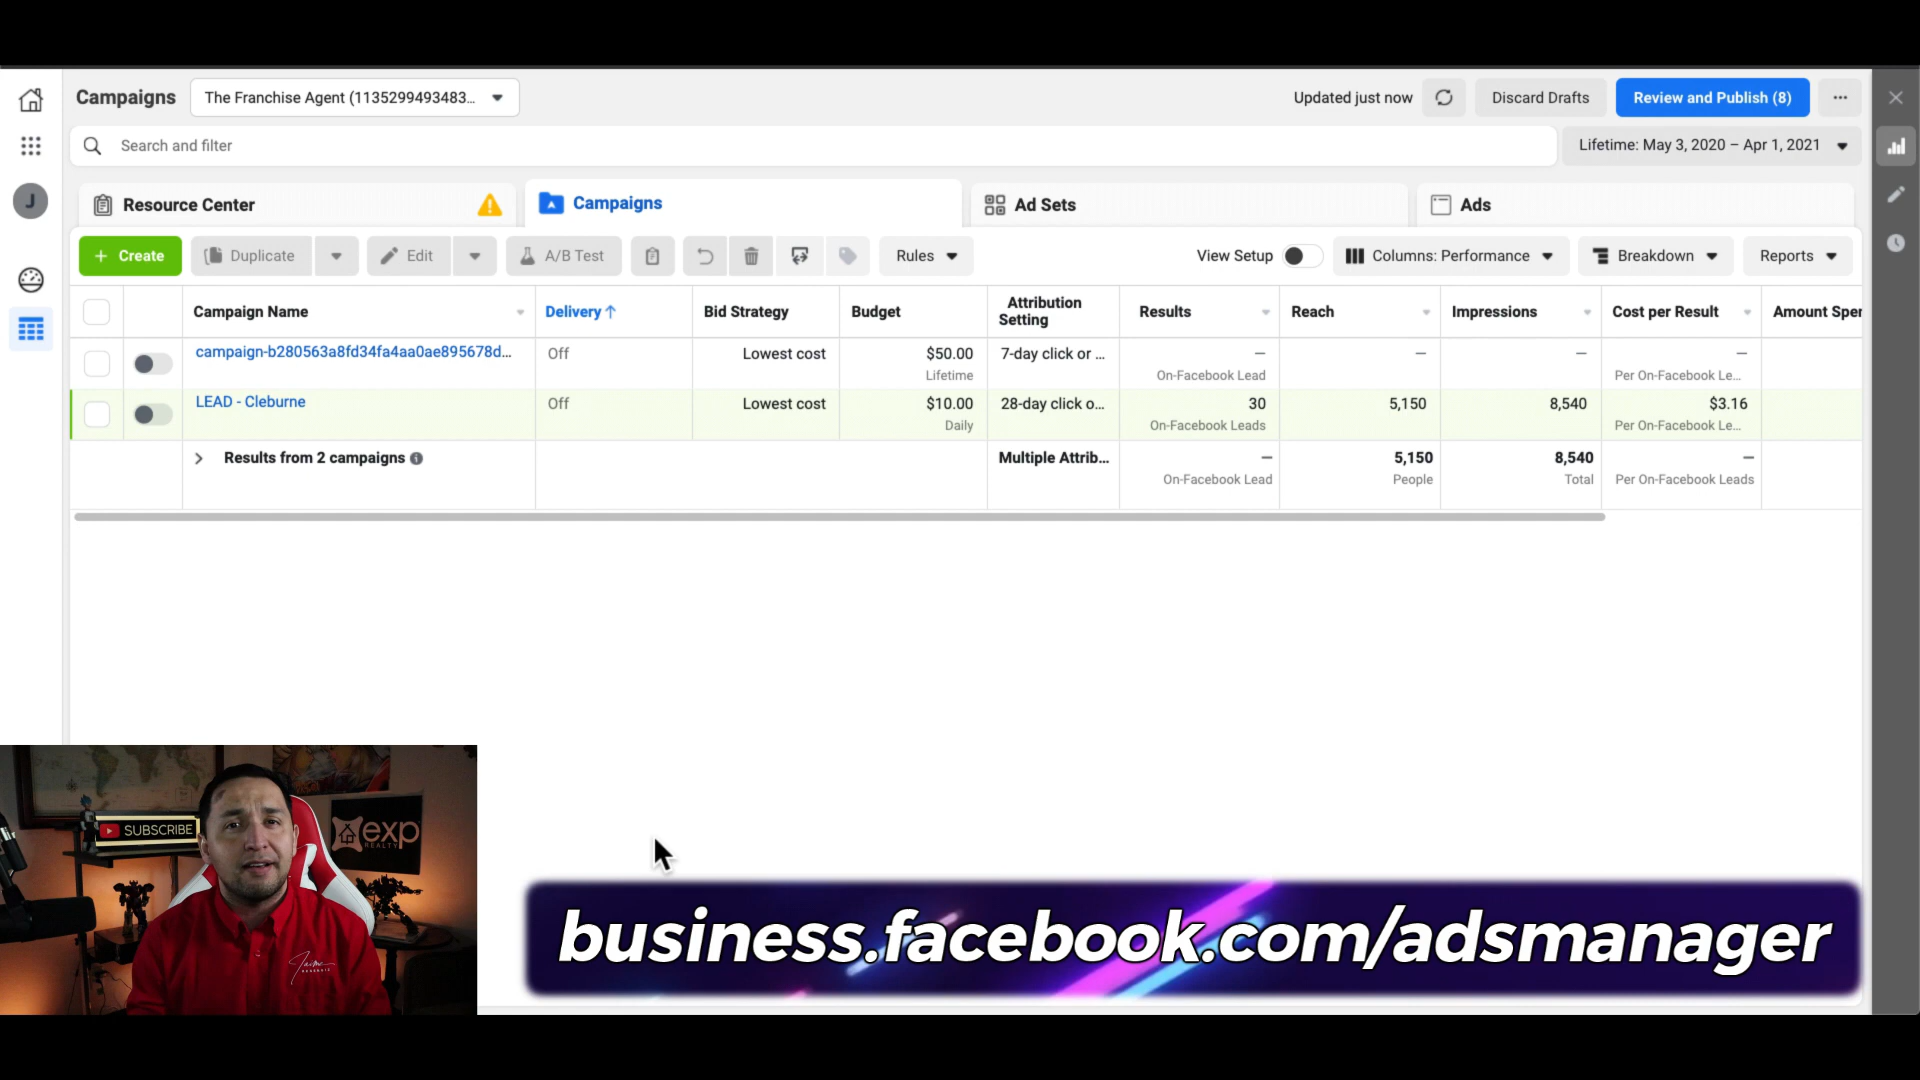 Campaigns
The Franchise Agent (1135299493483...
Updated just now
Discard Drafts
Review and Publish (8)
Search and filter
Lifetime: May 3, 2020 – Apr 1, 2021
J
Resource Center
Campaigns
Ad Sets
Ads
+ Create
Duplicate
Edit
A/B Test
Rules
View Setup
Columns: Performance
Breakdown
Reports
Campaign Name
Delivery ↑
Bid Strategy
Budget
Attribution
Setting
Results
Reach
Impressions
Cost per Result
Amount Spen
campaign-b280563a8fd34fa4aa0ae895678d...
Off
Lowest cost
$50.00
Lifetime
7-day click or ...
—
On-Facebook Lead
—
—
—
Per On-Facebook Le...
LEAD - Cleburne
Off
Lowest cost
$10.00
Daily
28-day click o...
30
On-Facebook Leads
5,150
8,540
$3.16
Per On-Facebook Le...
Results from 2 campaigns
Multiple Attrib...
—
On-Facebook Lead
5,150
People
8,540
Total
—
Per On-Facebook Leads
SUBSCRIBE
exp
REALTY
Jaime
business.facebook.com/adsmanager